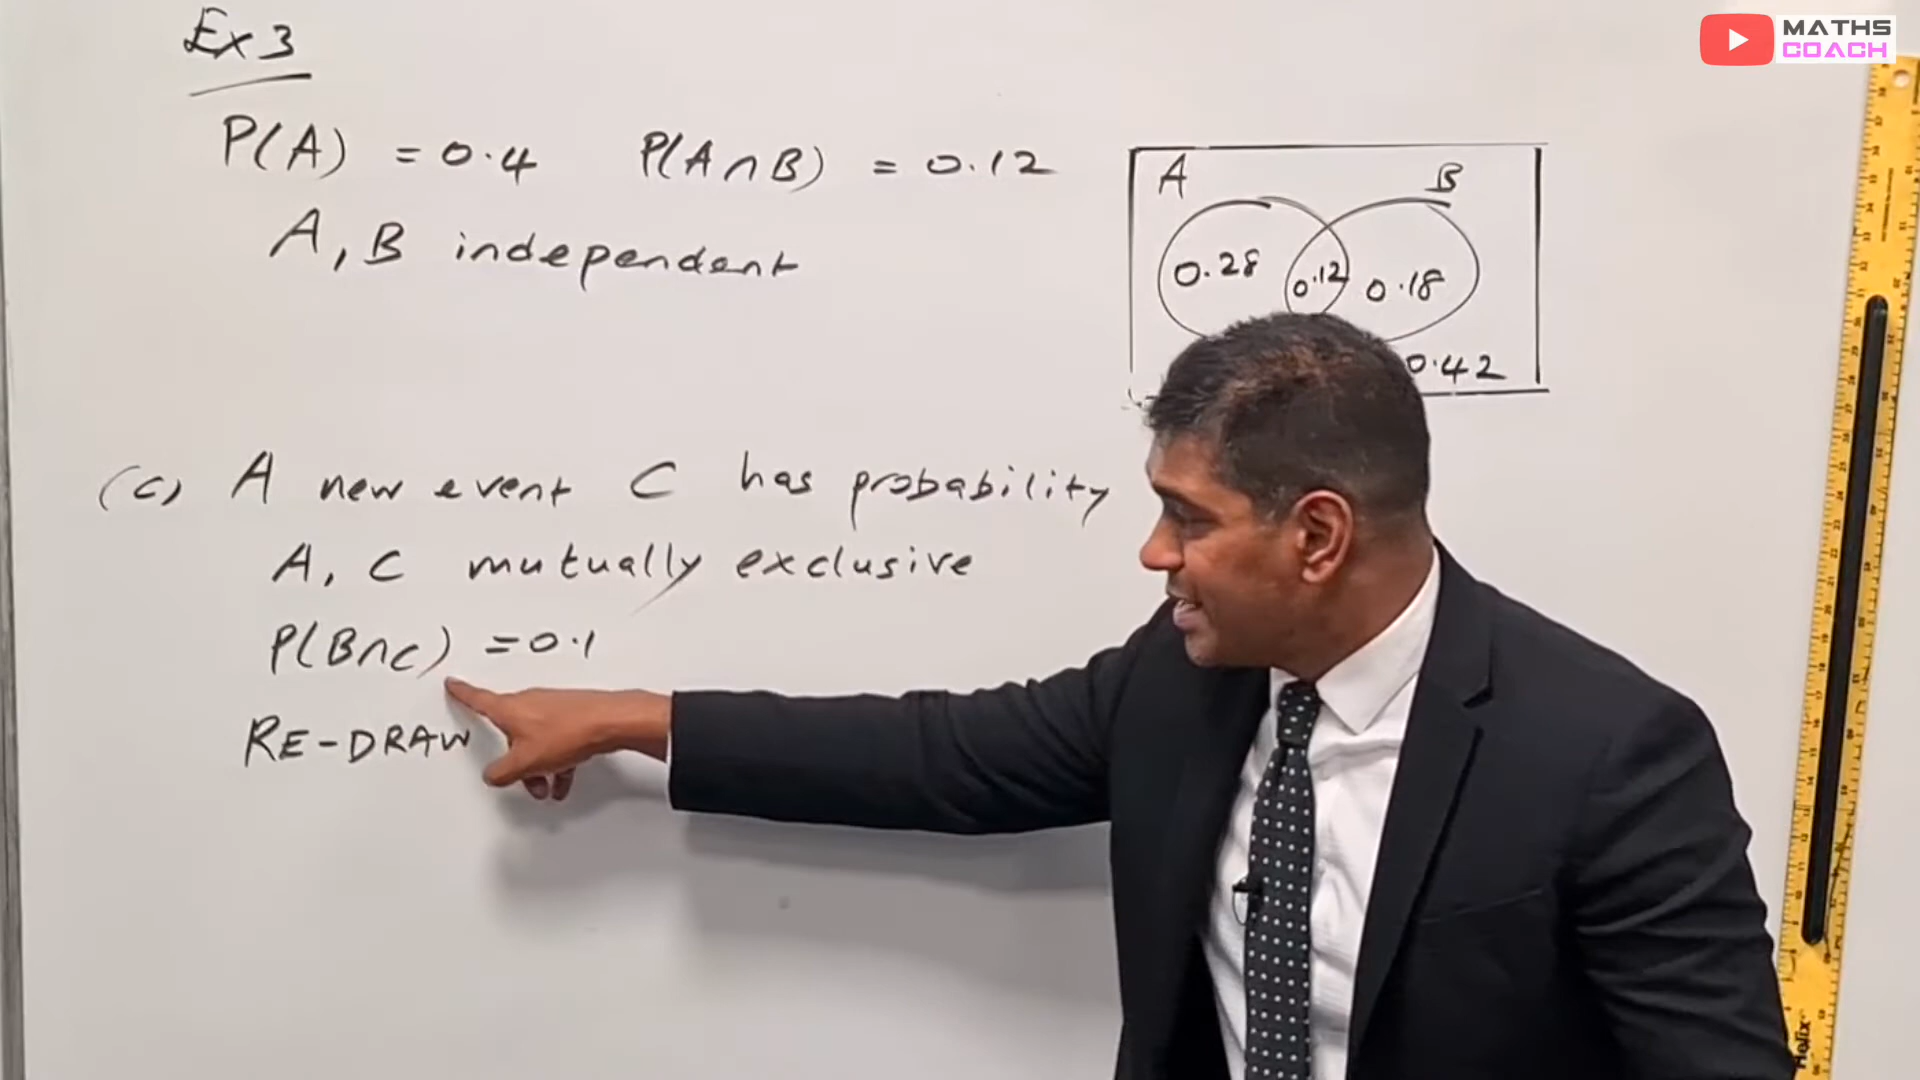 MATHS
COACH
Ex 3
P(A) = 0.4 P(A∩B) = 0.12
A, B independent
A B
0.28 0.12 0.18
0.42
(c) A new event C has probability
A, C mutually exclusive
P(B∩C) = 0.1
RE-DRAW
Helix